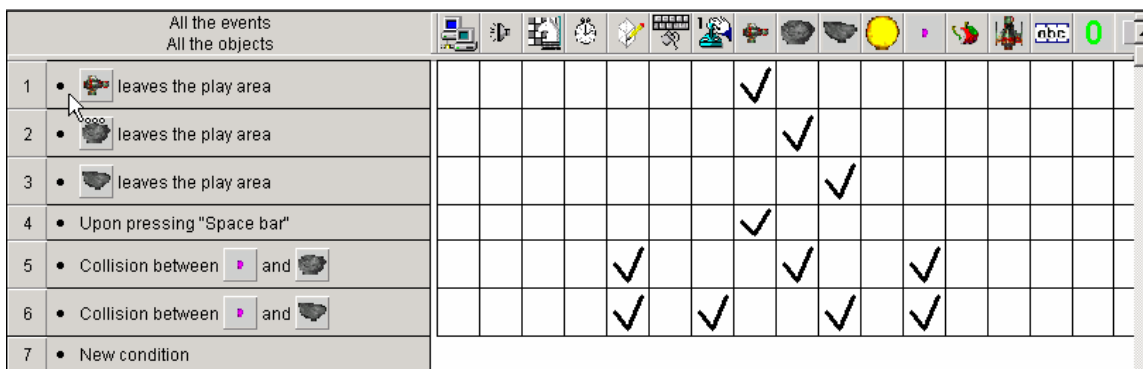 All the events
All the objects
1
abc
0
1 • leaves the play area
2 • leaves the play area
3 • leaves the play area
4 • Upon pressing "Space bar"
5 • Collision between and
6 • Collision between and
7 • New condition